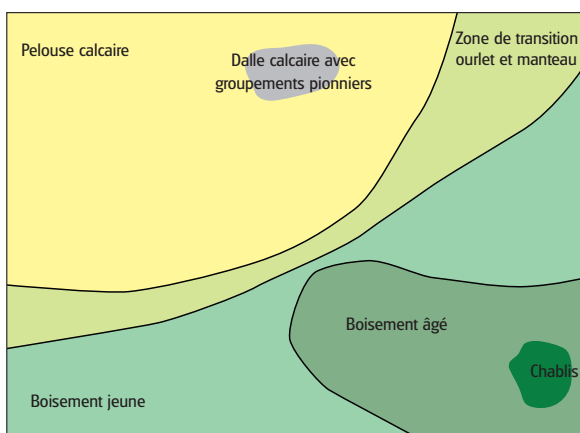 Pelouse calcaire
Dalle calcaire avec
groupements pionniers
Zone de transition
ourlet et manteau
Boisement âgé
Chablis
Boisement jeune